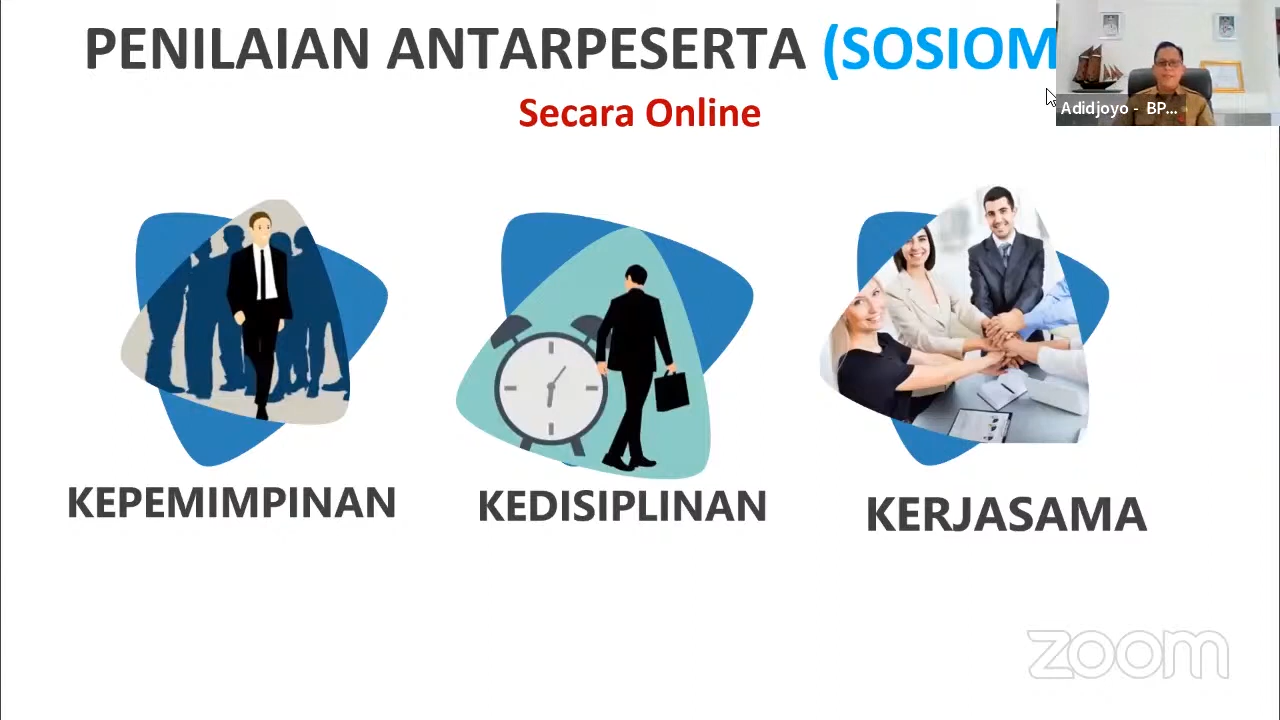 PENILAIAN ANTARPESERTA (SOSIOM
Secara Online
Adidjoyo - BP...
KEPEMIMPINAN
KEDISIPLINAN
KERJASAMA
zoom